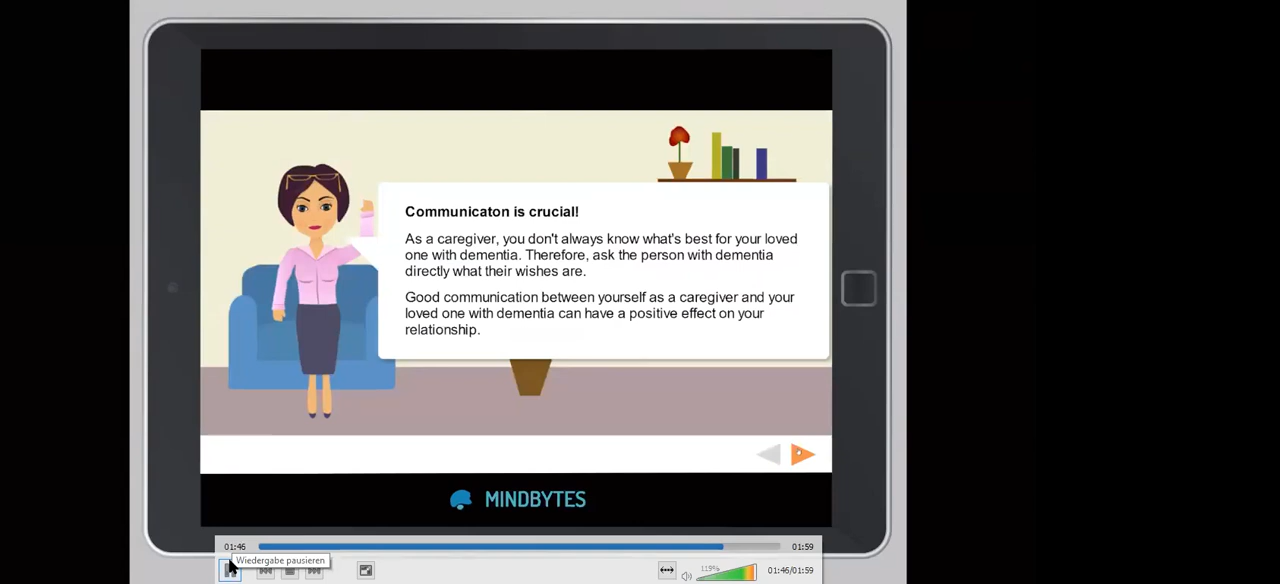 Communicaton is crucial!
As a caregiver, you don't always know what's best for your loved
one with dementia. Therefore, ask the person with dementia
directly what their wishes are.
Good communication between yourself as a caregiver and your
loved one with dementia can have a positive effect on your
relationship.
MINDBYTES
01:46
01:59
Wiedergabe pausieren
119%
01:46/01:59